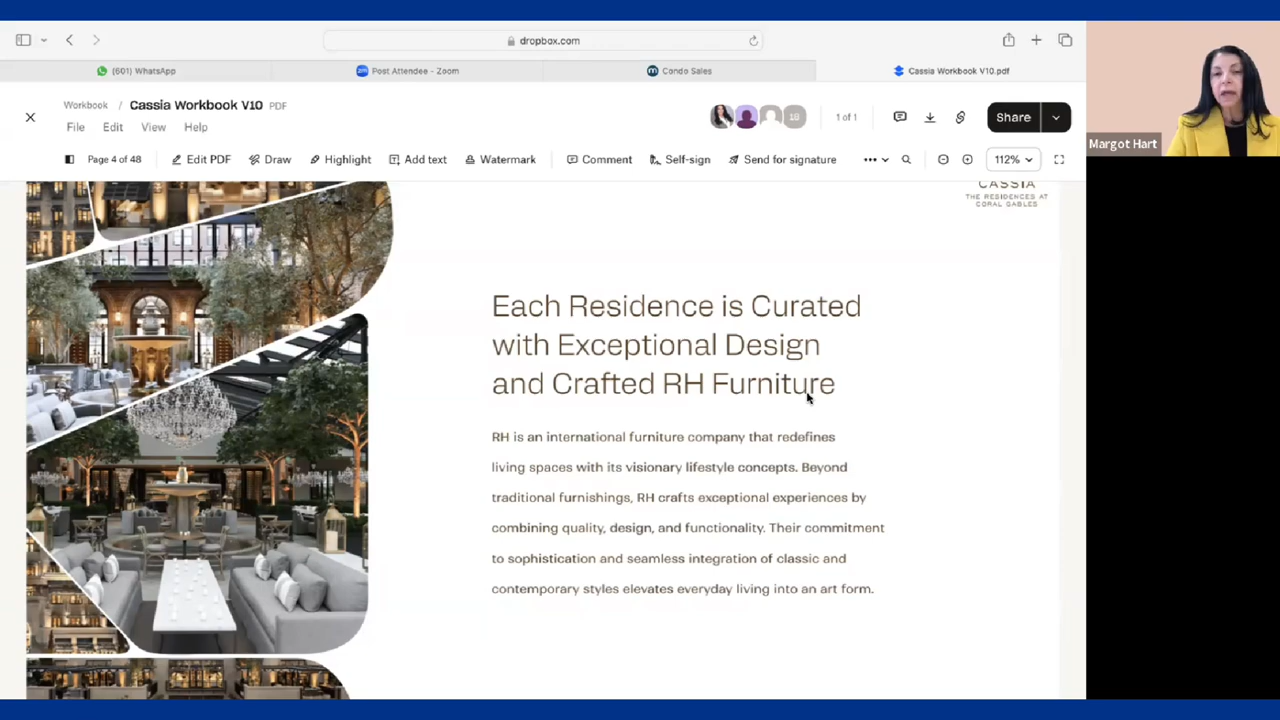 dropbox.com
(601) WhatsApp
Post Attendee - Zoom
Condo Sales
Cassia Workbook V10.pdf
Workbook / Cassia Workbook V10 PDF
File Edit View Help
18
1 of 1
Share
Page 4 of 48
Edit PDF
Draw
Highlight
Add text
Watermark
Comment
Self-sign
Send for signature
112%
Margot Hart
CASSIA
THE RESIDENCES AT
CORAL GABLES
Each Residence is Curated
with Exceptional Design
and Crafted RH Furniture
RH is an international furniture company that redefines
living spaces with its visionary lifestyle concepts. Beyond
traditional furnishings, RH crafts exceptional experiences by
combining quality, design, and functionality. Their commitment
to sophistication and seamless integration of classic and
contemporary styles elevates everyday living into an art form.